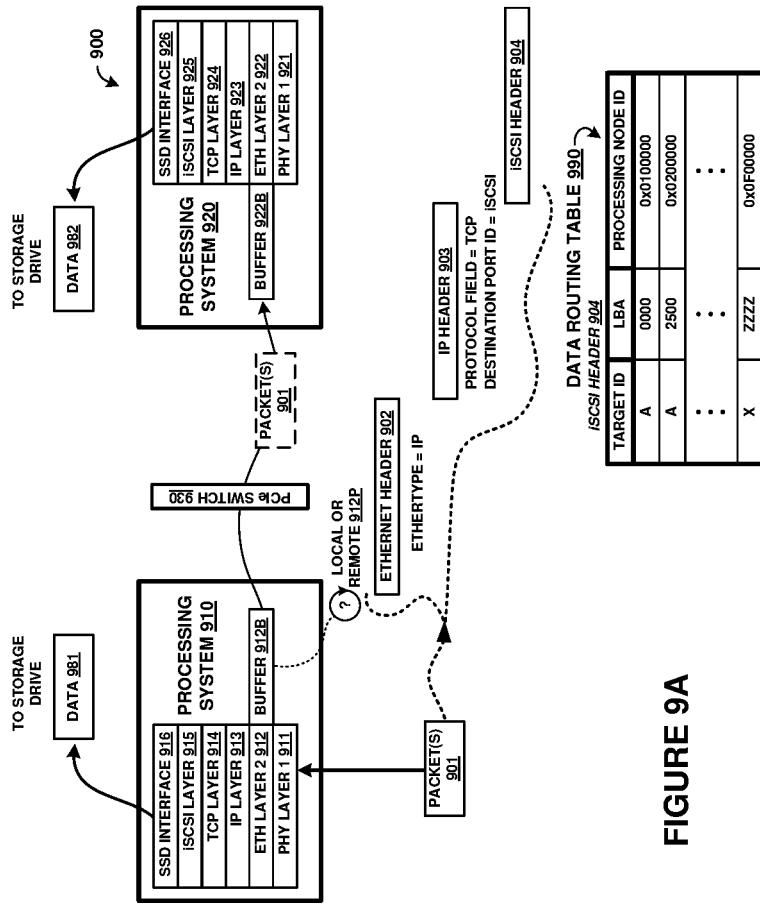 900
TO STORAGE
DRIVE
DATA 981
SSD INTERFACE 916
iSCSI LAYER 915
TCP LAYER 914
IP LAYER 913
ETH LAYER 2 912
PHY LAYER 1 911
PROCESSING
SYSTEM 910
BUFFER 912B
PCIe SWITCH 930
PACKET(S)
901
TO STORAGE
DRIVE
DATA 982
SSD INTERFACE 926
iSCSI LAYER 925
TCP LAYER 924
IP LAYER 923
ETH LAYER 2 922
PHY LAYER 1 921
PROCESSING
SYSTEM 920
BUFFER 922B
LOCAL OR
REMOTE 912P
?
PACKET(S)
901
ETHERNET HEADER 902
ETHERTYPE = IP
IP HEADER 903
PROTOCOL FIELD = TCP
DESTINATION PORT ID = iSCSI
iSCSI HEADER 904
DATA ROUTING TABLE 990
iSCSI HEADER 904
TARGET ID LBA PROCESSING NODE ID
A 0000 0x0100000
A 2500 0x0200000
. . . . . . . . .
X ZZZZ 0x0F00000
FIGURE 9A